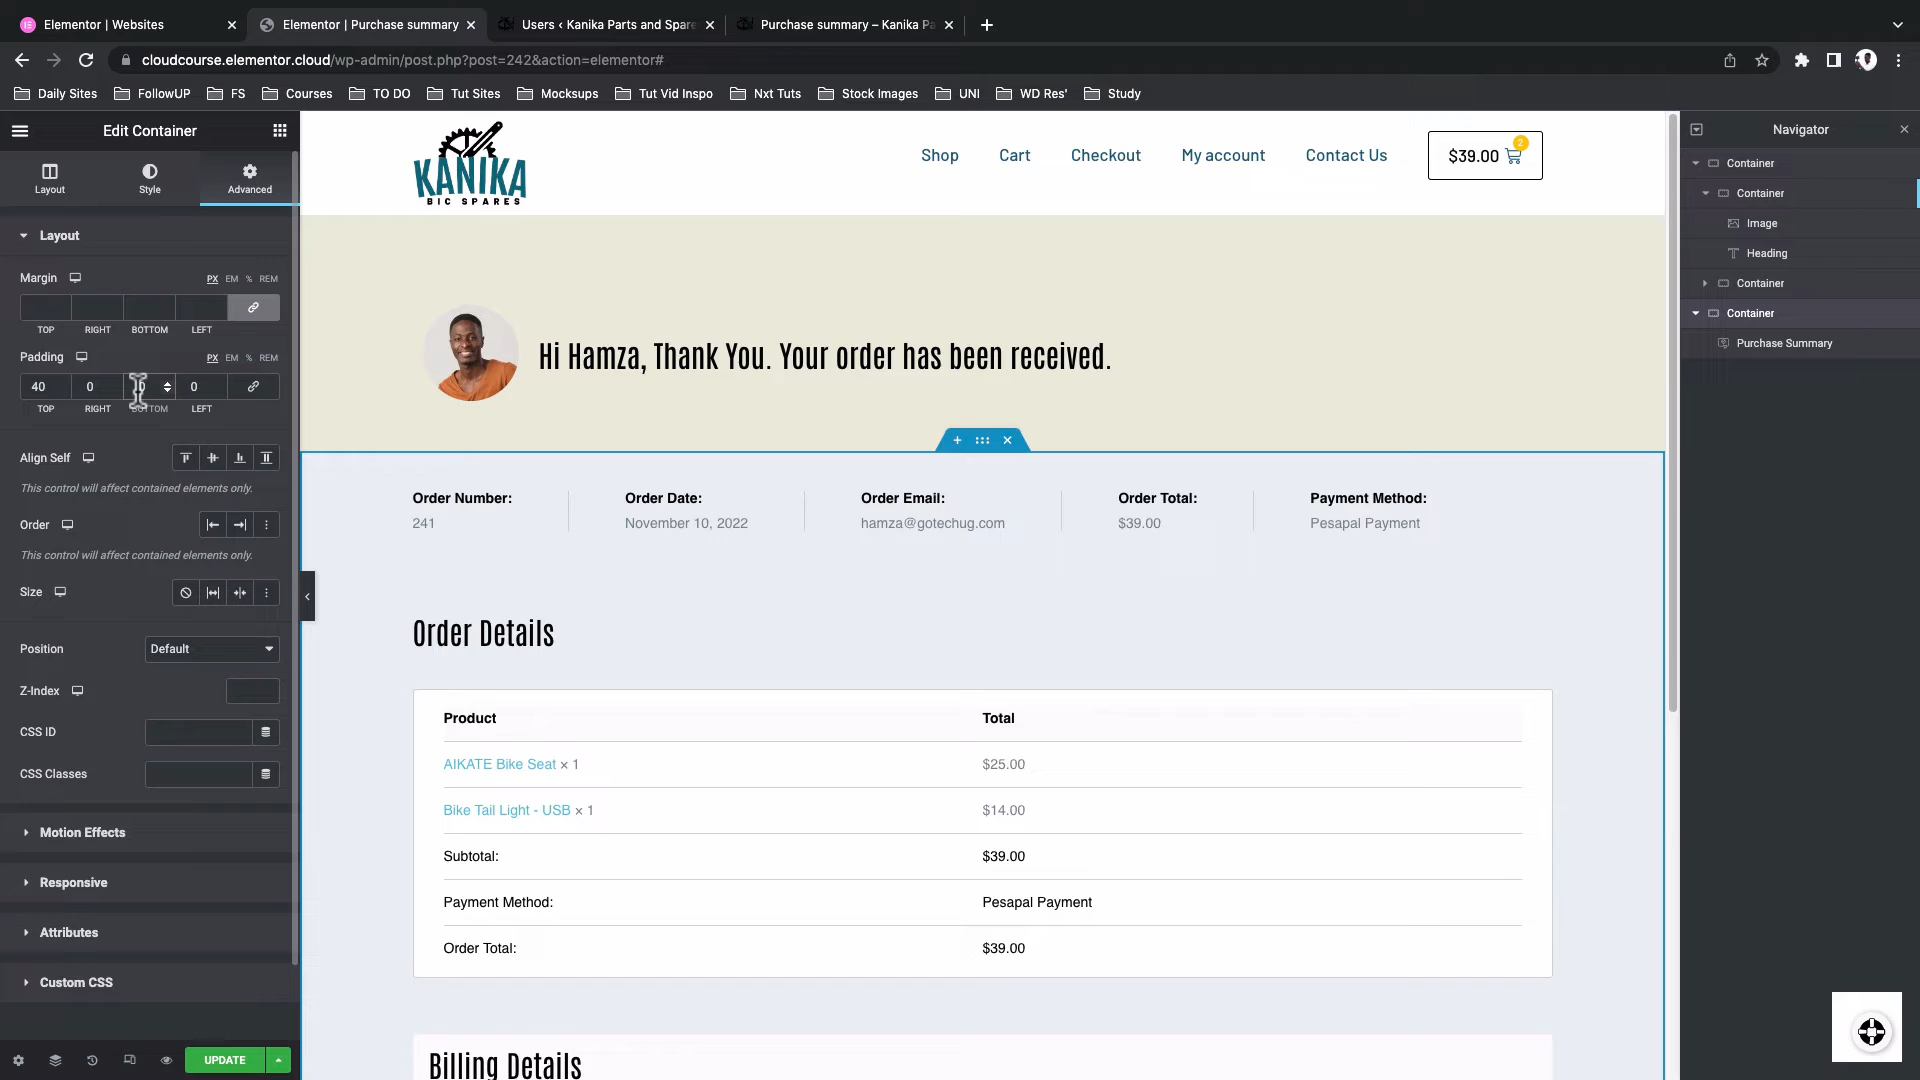 Elementor | Websites
Elementor | Purchase summary
Users ‹ Kanika Parts and Spare
Purchase summary – Kanika Pa
cloudcourse.elementor.cloud/wp-admin/post.php?post=242&action=elementor#
Daily Sites
FollowUP
FS
Courses
TO DO
Tut Sites
Mocksups
Tut Vid Inspo
Nxt Tuts
Stock Images
UNI
WD Res'
Study
Edit Container
Layout
Style
Advanced
Layout
Margin
PX EM % REM
TOP RIGHT BOTTOM LEFT
Padding
PX EM % REM
40 0 0 0
TOP RIGHT BOTTOM LEFT
Align Self
This control will affect contained elements only.
Order
This control will affect contained elements only.
Size
Position
Default
Z-Index
CSS ID
CSS Classes
Motion Effects
Responsive
Attributes
Custom CSS
UPDATE
KANIKA
BIC SPARES
Shop
Cart
Checkout
My account
Contact Us
$39.00
2
Hi Hamza, Thank You. Your order has been received.
Order Number:
241
Order Date:
November 10, 2022
Order Email:
hamza@gotechug.com
Order Total:
$39.00
Payment Method:
Pesapal Payment
Order Details
Product Total
AIKATE Bike Seat × 1 $25.00
Bike Tail Light - USB × 1 $14.00
Subtotal: $39.00
Payment Method: Pesapal Payment
Order Total: $39.00
Billing Details
Navigator
Container
Container
Image
Heading
Container
Container
Purchase Summary